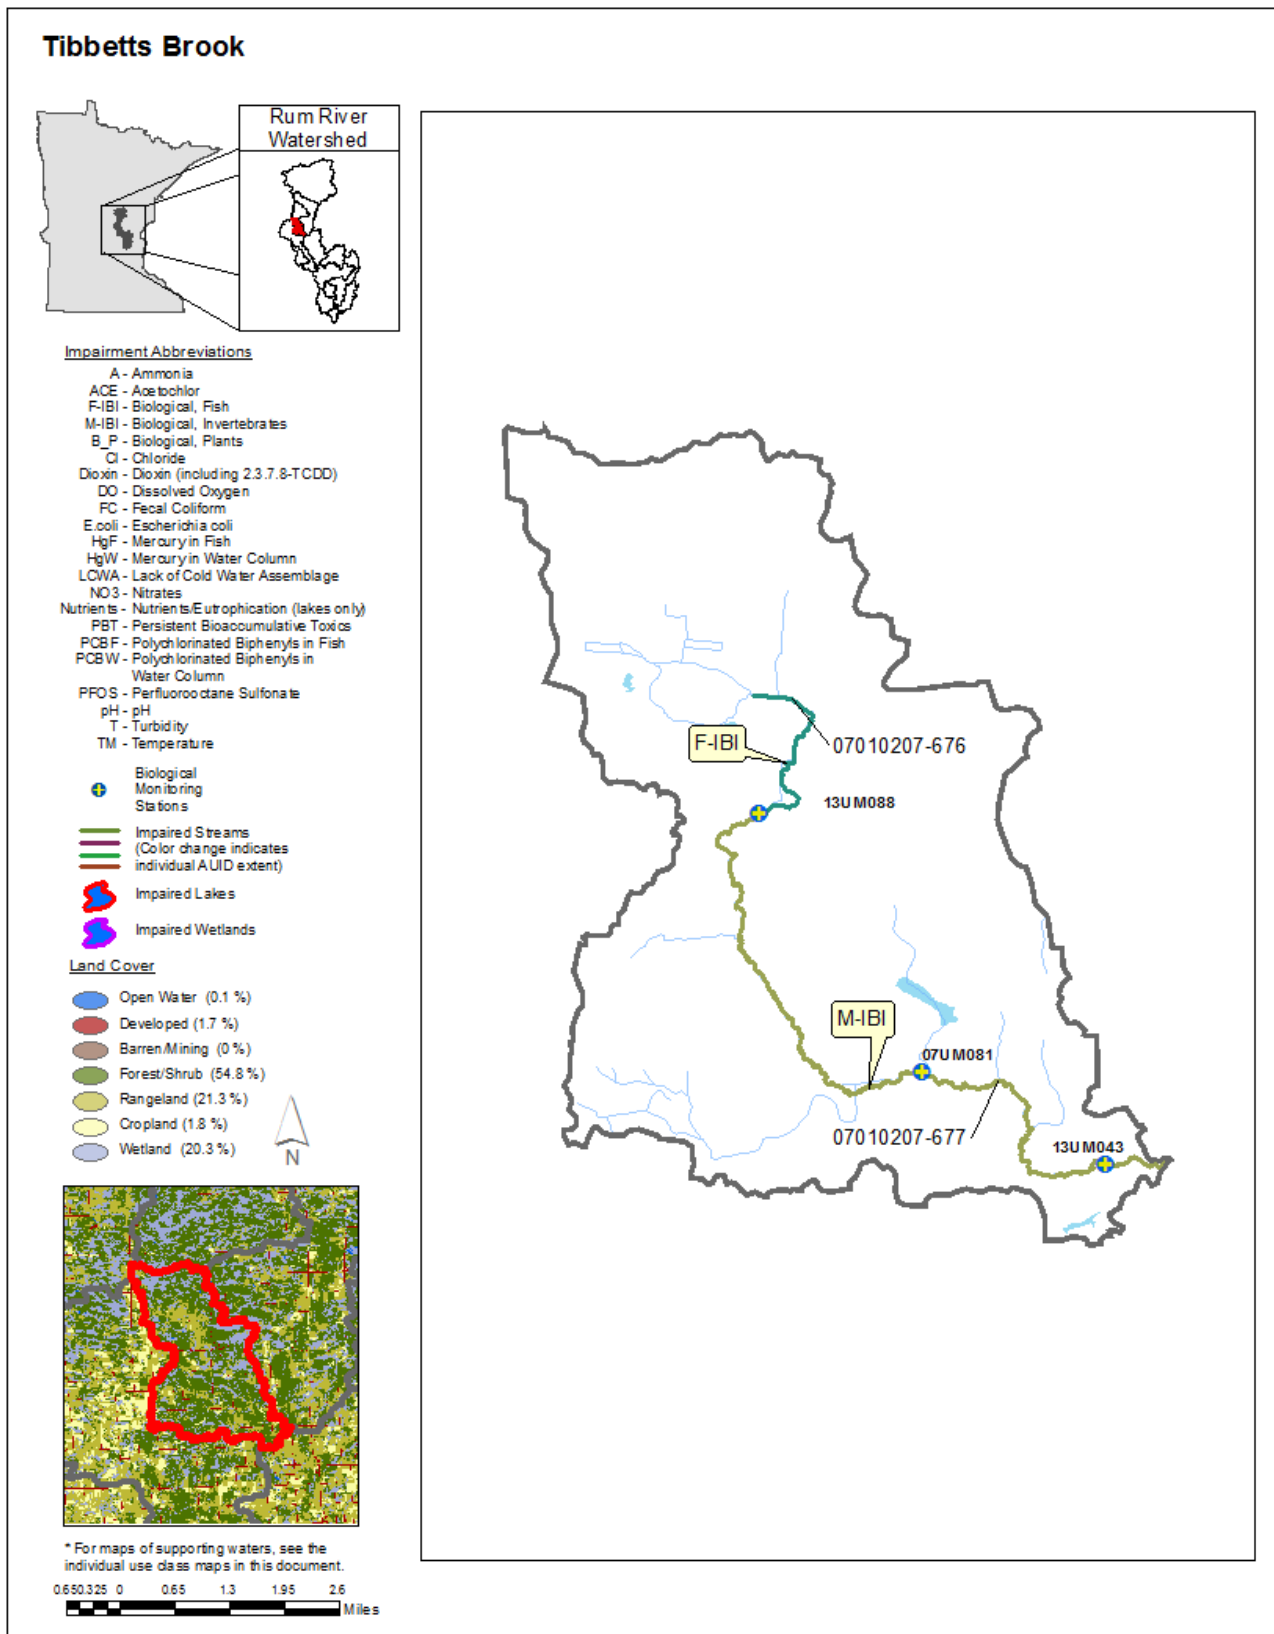 Tibbetts Brook
Rum River
Watershed
Impairment Abbreviations
A - Ammonia
ACE - Acetochlor
F-IBI - Biological, Fish
M-IBI - Biological, Invertebrates
B_P - Biological, Plants
Cl - Chloride
Dioxin - Dioxin (including 2.3.7.8-TCDD)
DO - Dissolved Oxygen
FC - Fecal Coliform
E.coli - Escherichia coli
HgF - Mercury in Fish
HgW - Mercury in Water Column
LCWA - Lack of Cold Water Assemblage
NO3 - Nitrates
Nutrients - Nutrients/Eutrophication (lakes only)
PBT - Persistent Bioaccumulative Toxics
PCBF - Polychlorinated Biphenyls in Fish
PCBW - Polychlorinated Biphenyls in
Water Column
PFOS - Perfluorooctane Sulfonate
pH - pH
T - Turbidity
TM - Temperature
Biological
Monitoring
Stations
Impaired Streams
(Color change indicates
individual AUID extent)
Impaired Lakes
Impaired Wetlands
Land Cover
Open Water (0.1 %)
Developed (1.7 %)
Barren/Mining (0 %)
Forest/Shrub (54.8 %)
Rangeland (21.3 %)
Cropland (1.8 %)
Wetland (20.3 %)
N
* For maps of supporting waters, see the
individual use class maps in this document.
0.65 0.325 0 0.65 1.3 1.95 2.6
Miles
F-IBI
07010207-676
13UM088
M-IBI
07UM081
07010207-677
13UM043